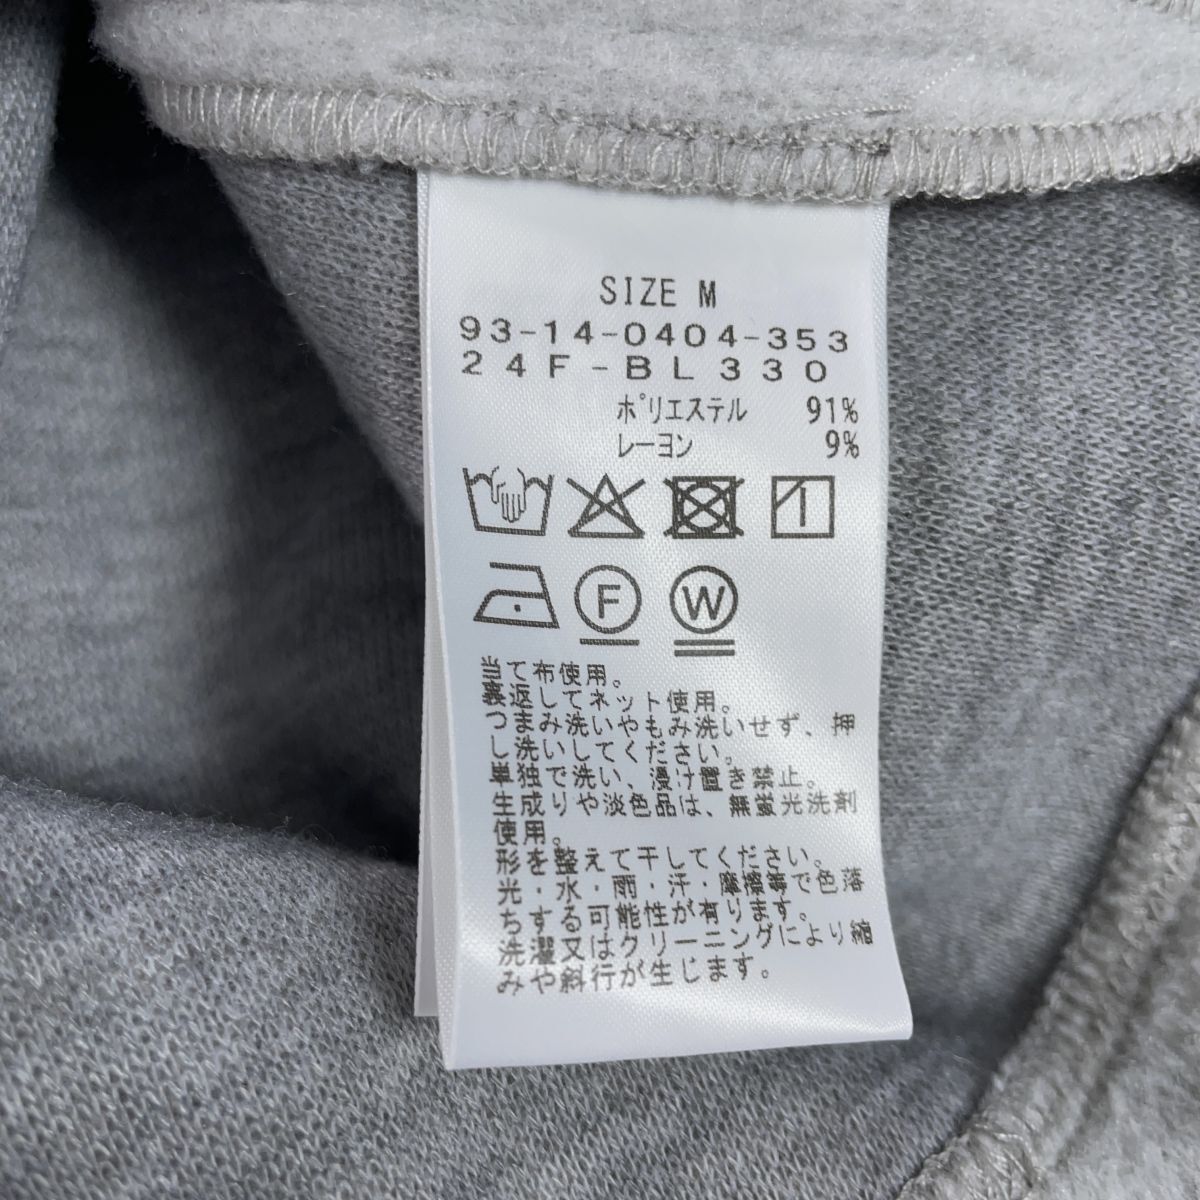 SIZE M
93-14-0404-353
24F-BL330
ポリエステル 91%
レーヨン 9%
F
W
当て布使用。
裏返してネット使用。
つまみ洗いやもみ洗いせず、押
し洗いしてください。
単独で洗い、浸け置き禁止。
生成りや淡色品は、無蛍光洗剤
使用。
形を整えて干してください。
光・水・雨・汗・摩擦等で色落
ちする可能性が有ります。
洗濯又はクリーニングにより縮
みや斜行が生じます。